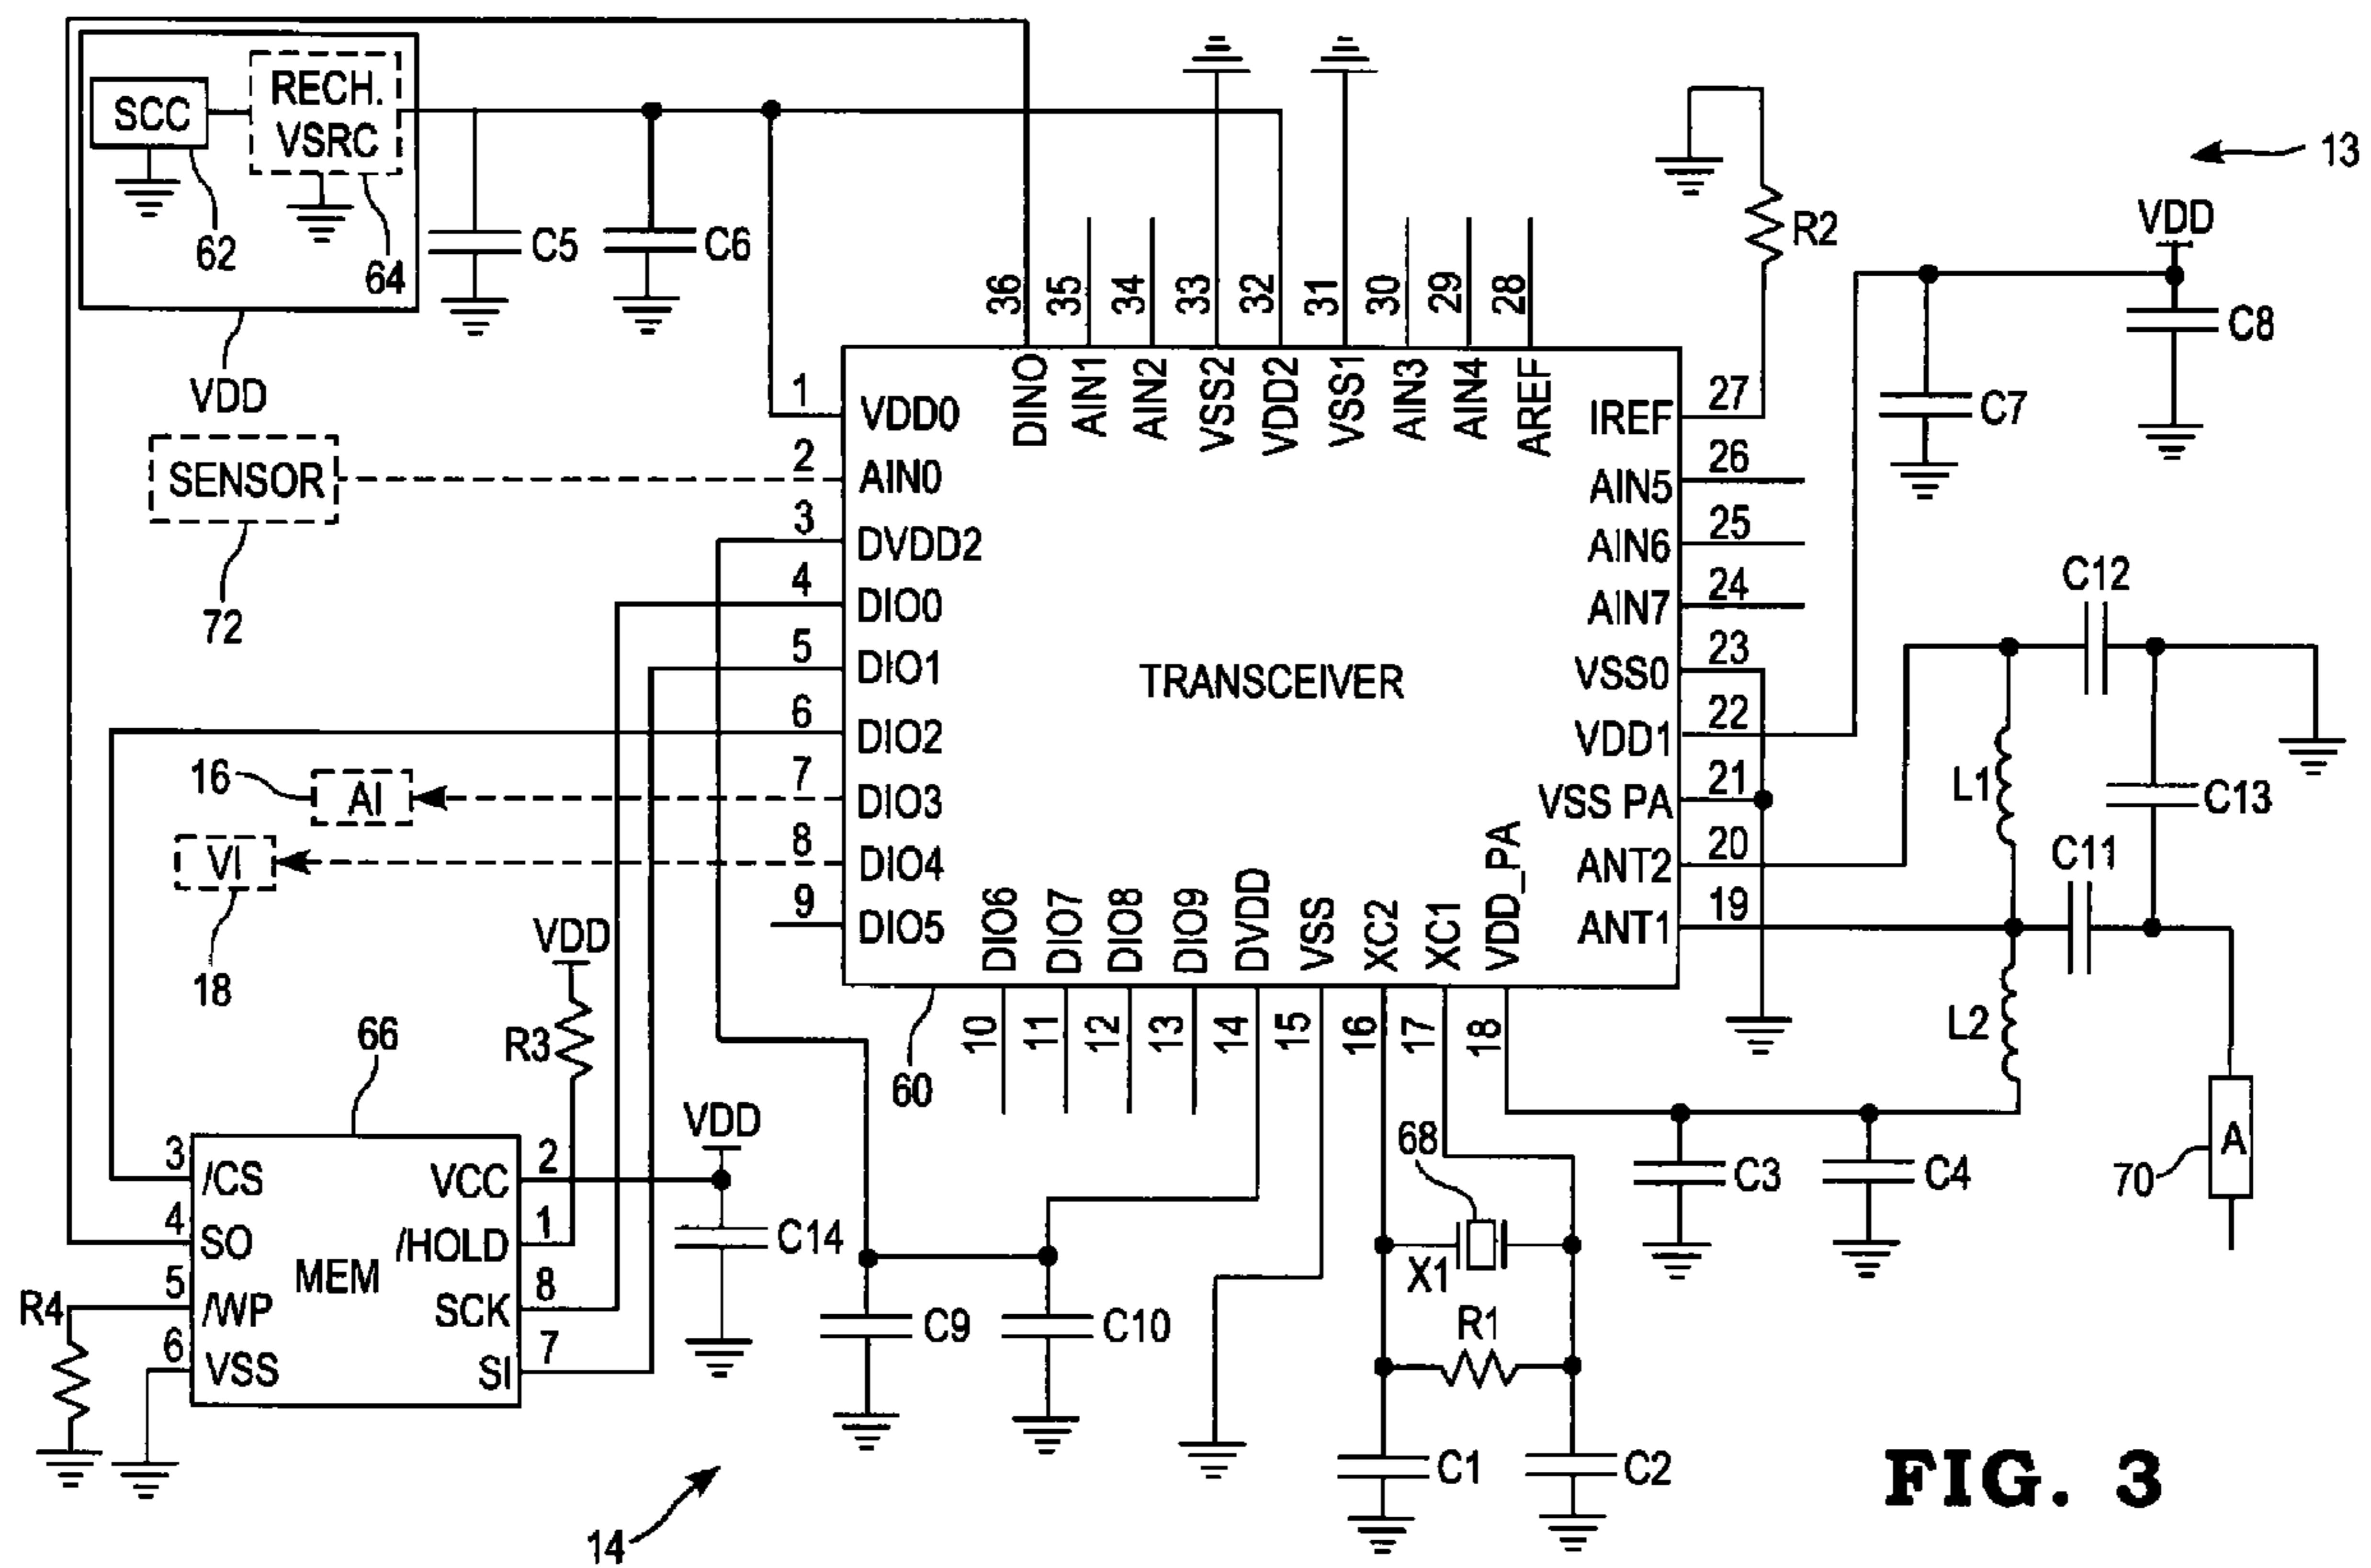 SCC
RECH.
VSRC
62
64
VDD
C5
C6
36
35
34
33
32
31
30
29
28
R2
13
VDD
C8
C7
DINO
AIN1
AIN2
VSS2
VDD2
VSS1
AIN3
AIN4
AREF
1
VDD0
2
AIN0
3
DVDD2
4
DIO0
5
DIO1
6
DIO2
7
DIO3
8
DIO4
9
DIO5
SENSOR
72
16
AI
VI
18
TRANSCEIVER
IREF
27
AIN5
26
AIN6
25
AIN7
24
VSS0
23
VDD1
22
VSS PA
21
ANT2
20
ANT1
19
C12
L1
C13
C11
L2
DIO6
DIO7
DIO8
DIO9
DVDD
VSS
XC2
XC1
VDD_PA
10
11
12
13
14
15
16
17
18
60
VDD
R3
66
VDD
3
/CS
VCC
2
4
SO
/HOLD
1
MEM
5
/WP
SCK
8
6
VSS
SI
7
R4
C14
C9
C10
68
X1
R1
C1
C2
C3
C4
70
A
14
FIG. 3